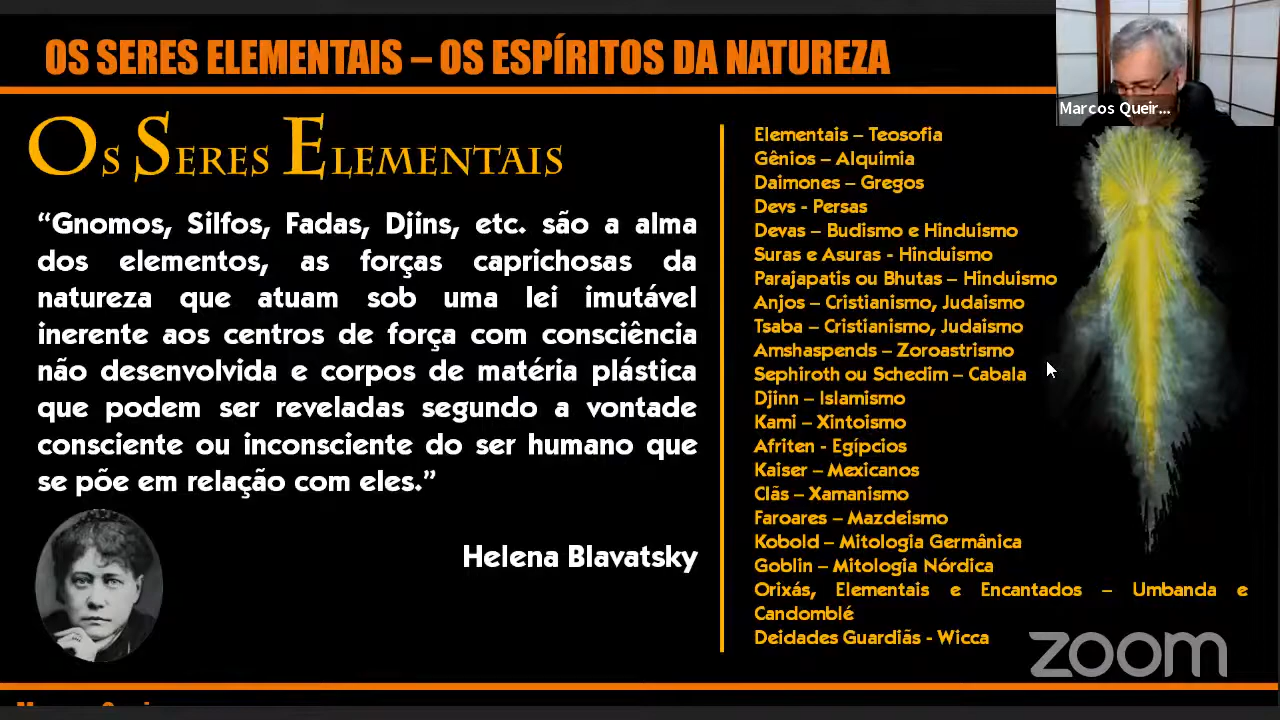 OS SERES ELEMENTAIS – OS ESPÍRITOS DA NATUREZA
Marcos Queir...
OS SERES ELEMENTAIS
“Gnomos, Silfos, Fadas, Djins, etc. são a alma
dos elementos, as forças caprichosas da
natureza que atuam sob uma lei imutável
inerente aos centros de força com consciência
não desenvolvida e corpos de matéria plástica
que podem ser reveladas segundo a vontade
consciente ou inconsciente do ser humano que
se põe em relação com eles.”
Helena Blavatsky
Elementais – Teosofia
Gênios – Alquimia
Daimones – Gregos
Devs - Persas
Devas – Budismo e Hinduismo
Suras e Asuras - Hinduismo
Parajapatis ou Bhutas – Hinduismo
Anjos – Cristianismo, Judaismo
Tsaba – Cristianismo, Judaismo
Amshaspends – Zoroastrismo
Sephiroth ou Schedim – Cabala
Djinn – Islamismo
Kami – Xintoismo
Afriten - Egípcios
Kaiser – Mexicanos
Clãs – Xamanismo
Faroares – Mazdeismo
Kobold – Mitologia Germânica
Goblin – Mitologia Nórdica
Orixás, Elementais e Encantados – Umbanda e
Candomblé
Deidades Guardiãs - Wicca
zoom